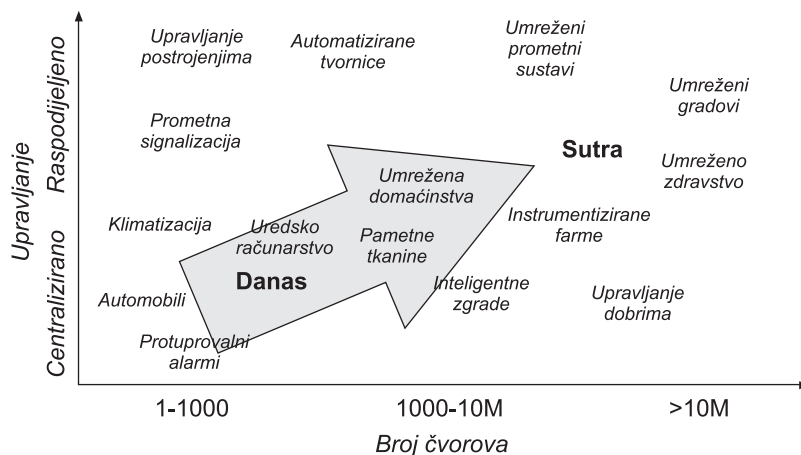 Upravljanje
Raspodijeljeno
Centralizirano
Upravljanje
postrojenjima
Automatizirane
tvornice
Umreženi
prometni
sustavi
Umreženi
gradovi
Prometna
signalizacija
Sutra
Umreženo
zdravstvo
Umrežena
domaćinstva
Klimatizacija
Uredsko
računarstvo
Pametne
tkanine
Instrumentizirane
farme
Danas
Automobili
Inteligentne
zgrade
Upravljanje
dobrima
Protuprovalni
alarmi
1-1000
1000-10M
>10M
Broj čvorova